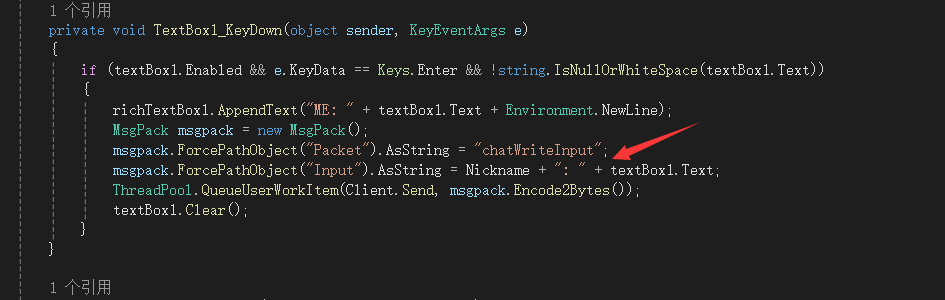 1 个引用
private void TextBox1_KeyDown(object sender, KeyEventArgs e)
{
if (textBox1.Enabled && e.KeyData == Keys.Enter && !string.IsNullOrWhiteSpace(textBox1.Text))
{
richTextBox1.AppendText("ME: " + textBox1.Text + Environment.NewLine);
MsgPack msgpack = new MsgPack();
msgpack.ForcePathObject("Packet").AsString = "chatWriteInput";
msgpack.ForcePathObject("Input").AsString = Nickname + ": " + textBox1.Text;
ThreadPool.QueueUserWorkItem(Client.Send, msgpack.Encode2Bytes());
textBox1.Clear();
}
}
1 个引用